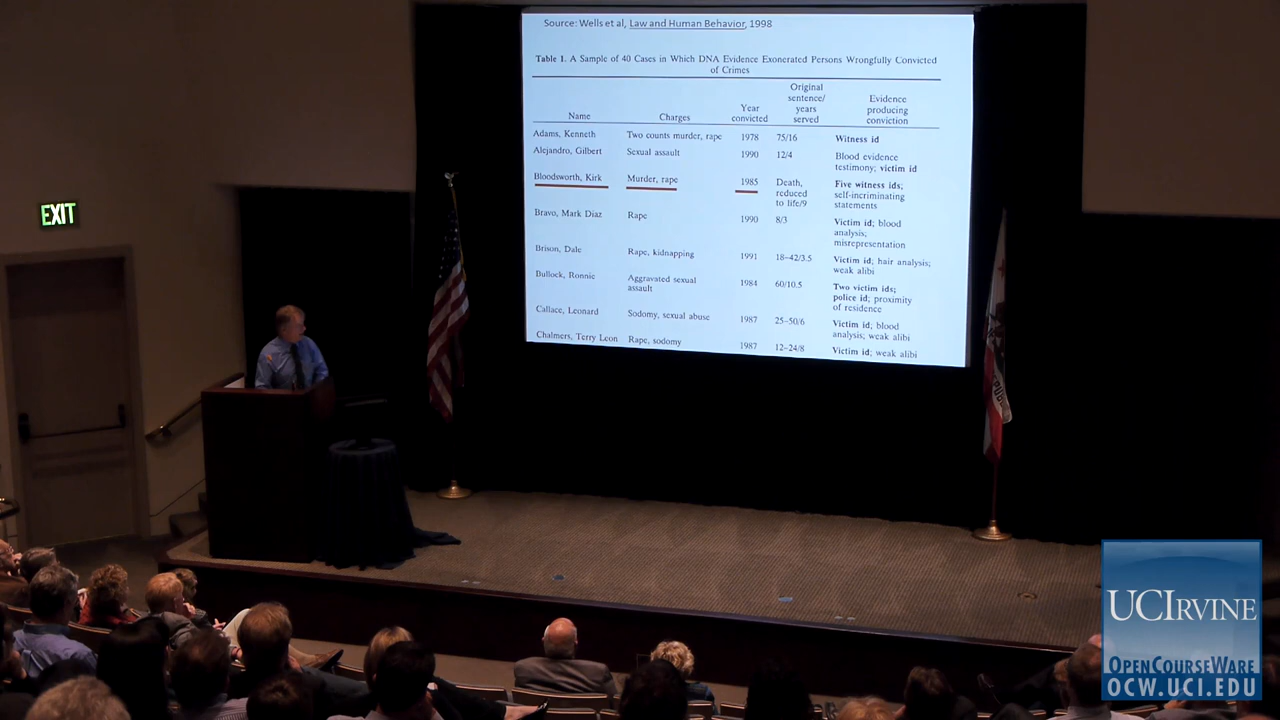 Source: Wells et al, Law and Human Behavior, 1998
Table 1. A Sample of 40 Cases in Which DNA Evidence Exonerated Persons Wrongfully Convicted
of Crimes
Name Charges Year convicted Original sentence/ years served Evidence producing conviction
Adams, Kenneth Two counts murder, rape 1978 75/16 Witness id
Alejandro, Gilbert Sexual assault 1990 12/4 Blood evidence testimony; victim id
Bloodsworth, Kirk Murder, rape 1985 Death, reduced to life/9 Five witness ids; self-incriminating statements
Bravo, Mark Diaz Rape 1990 8/3 Victim id; blood analysis; misrepresentation
Brison, Dale Rape, kidnapping 1991 18–42/3.5 Victim id; hair analysis; weak alibi
Bullock, Ronnie Aggravated sexual assault 1984 60/10.5 Two victim ids; police id; proximity of residence
Callace, Leonard Sodomy, sexual abuse 1987 25–50/6 Victim id; blood analysis, weak alibi
Chalmers, Terry Leon Rape, sodomy 1987 12–24/8 Victim id; weak alibi
EXIT
UCIRVINE
OPENCOURSEWARE
OCW.UCI.EDU